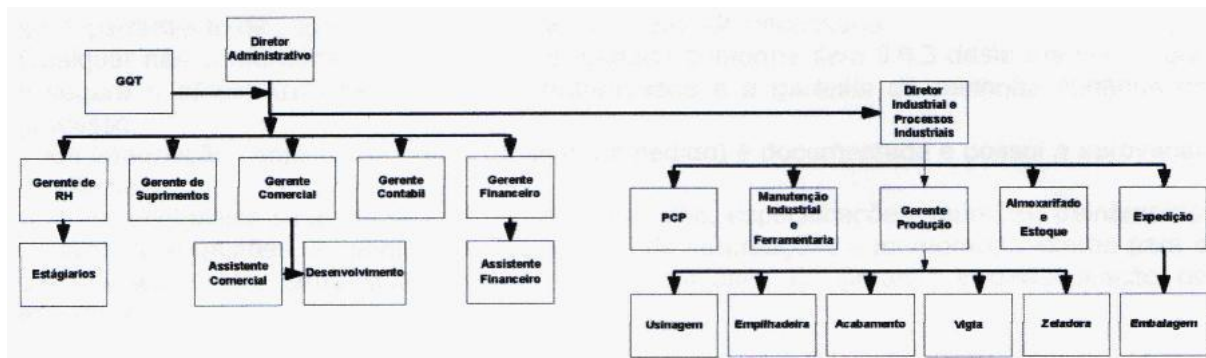 Diretor
Administrativo
GQT
Diretor
Industrial e
Processos
Industriais
Gerente de
RH
Gerente de
Suprimentos
Gerente
Comercial
Gerente
Contabil
Gerente
Financeiro
PCP
Manutenção
Industrial
e
Ferramentaria
Gerente
Produção
Almoxarifado
e
Estoque
Expedição
Estágiarios
Assistente
Comercial
Desenvolvimento
Assistente
Financeiro
Usinagem
Empilhadeira
Acabamento
Vigia
Zeladora
Embalagem